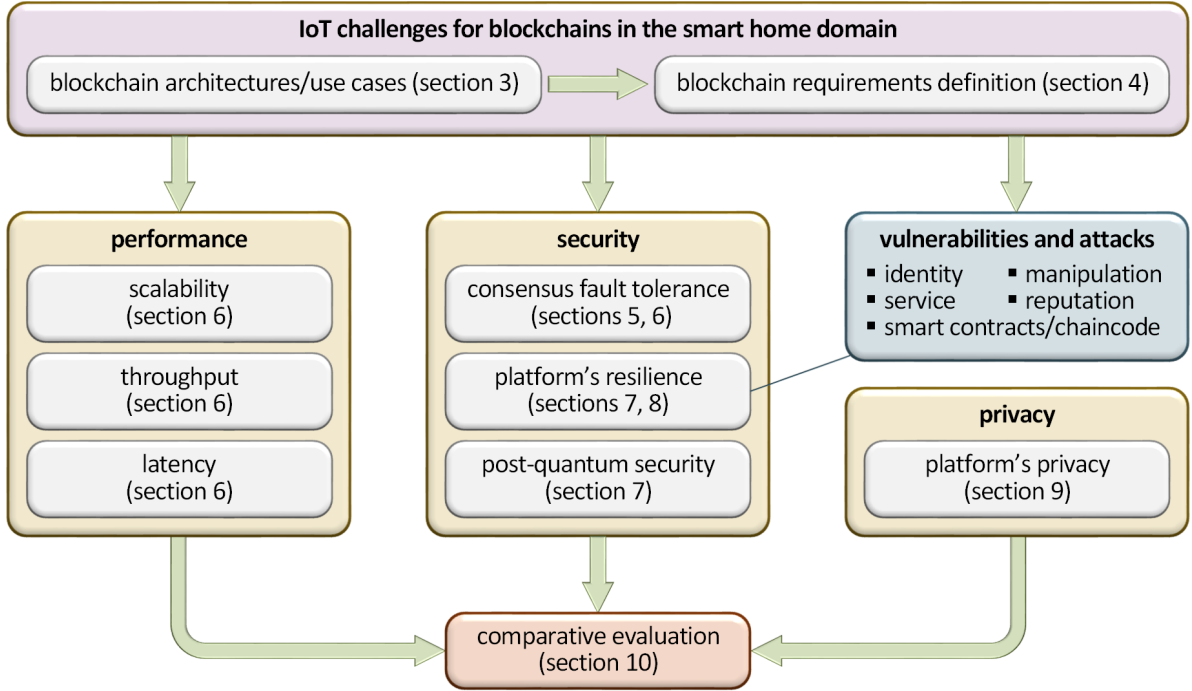 IoT challenges for blockchains in the smart home domain
blockchain architectures/use cases (section 3)
blockchain requirements definition (section 4)
performance
scalability
(section 6)
throughput
(section 6)
latency
(section 6)
security
consensus fault tolerance
(sections 5, 6)
platform’s resilience
(sections 7, 8)
post-quantum security
(section 7)
vulnerabilities and attacks
▪ identity ▪ manipulation
▪ service ▪ reputation
▪ smart contracts/chaincode
privacy
platform’s privacy
(section 9)
comparative evaluation
(section 10)